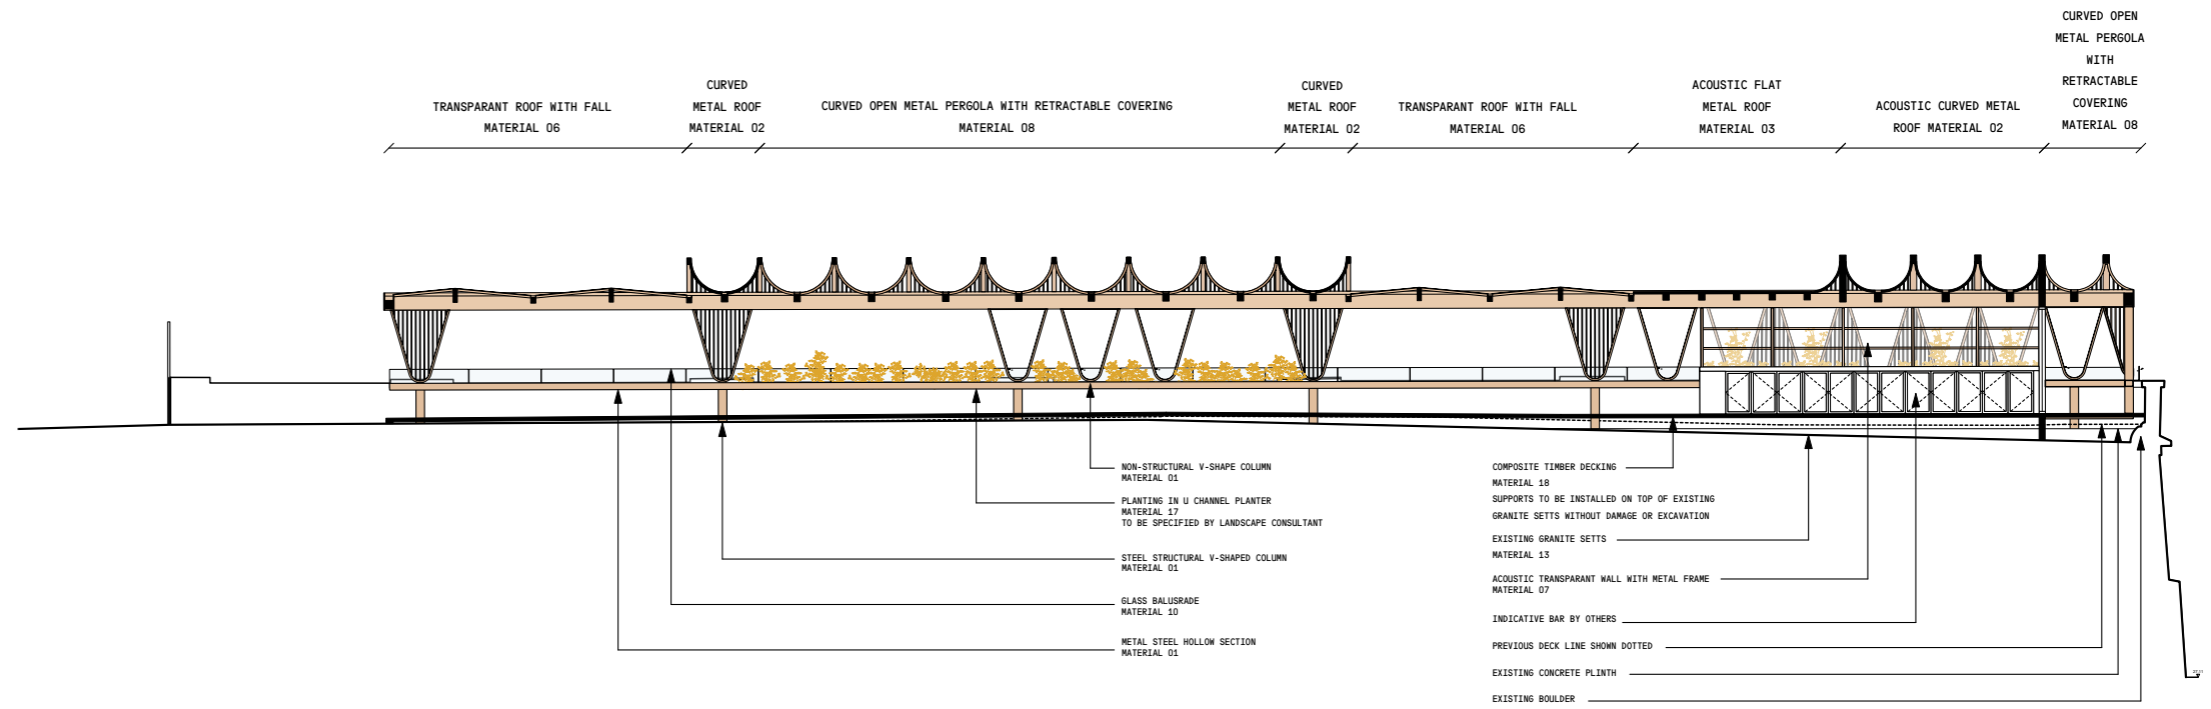 CURVED OPEN
METAL PERGOLA
WITH
RETRACTABLE
COVERING
MATERIAL 08
TRANSPARANT ROOF WITH FALL
MATERIAL 06
CURVED
METAL ROOF
MATERIAL 02
CURVED OPEN METAL PERGOLA WITH RETRACTABLE COVERING
MATERIAL 08
CURVED
METAL ROOF
MATERIAL 02
TRANSPARANT ROOF WITH FALL
MATERIAL 06
ACOUSTIC FLAT
METAL ROOF
MATERIAL 03
ACOUSTIC CURVED METAL
ROOF MATERIAL 02
NON-STRUCTURAL V-SHAPE COLUMN
MATERIAL 01
PLANTING IN U CHANNEL PLANTER
MATERIAL 17
TO BE SPECIFIED BY LANDSCAPE CONSULTANT
STEEL STRUCTURAL V-SHAPED COLUMN
MATERIAL 01
GLASS BALUSRADE
MATERIAL 10
METAL STEEL HOLLOW SECTION
MATERIAL 01
COMPOSITE TIMBER DECKING
MATERIAL 18
SUPPORTS TO BE INSTALLED ON TOP OF EXISTING
GRANITE SETTS WITHOUT DAMAGE OR EXCAVATION
EXISTING GRANITE SETTS
MATERIAL 13
ACOUSTIC TRANSPARANT WALL WITH METAL FRAME
MATERIAL 07
INDICATIVE BAR BY OTHERS
PREVIOUS DECK LINE SHOWN DOTTED
EXISTING CONCRETE PLINTH
EXISTING BOULDER